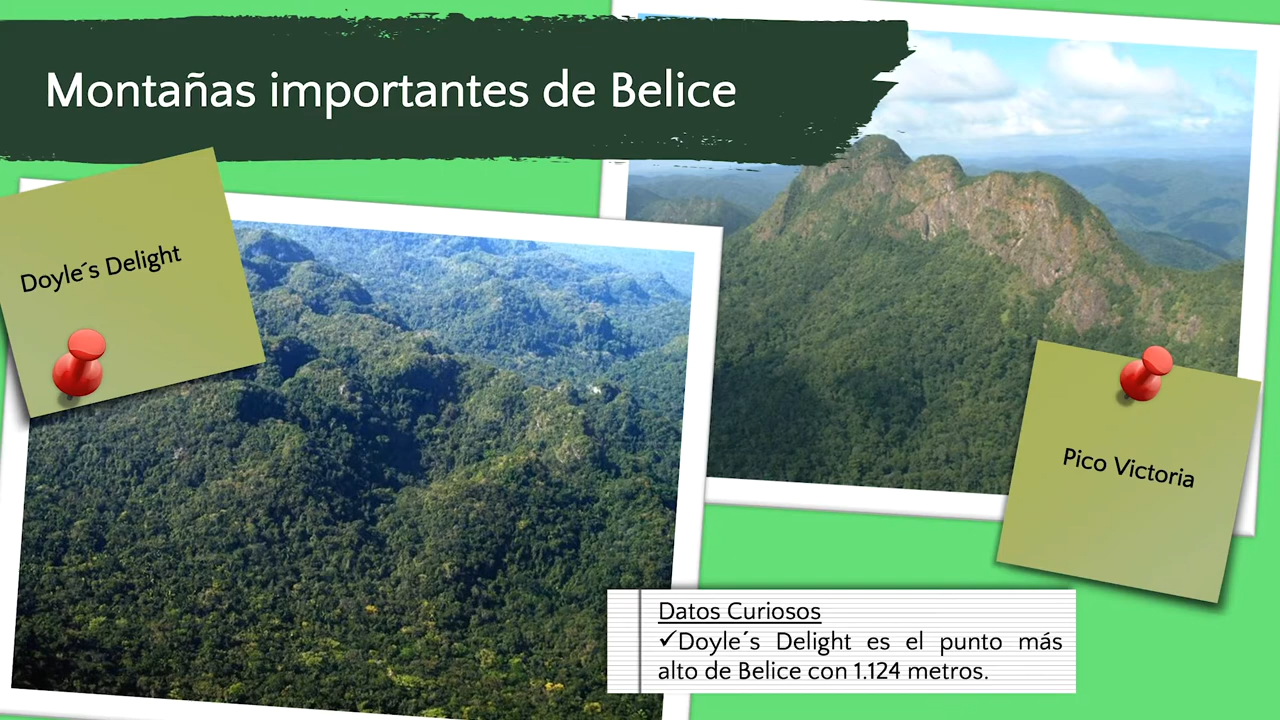 Montañas importantes de Belice
Doyle´s Delight
Pico Victoria
Datos Curiosos
✓Doyle´s Delight es el punto más
alto de Belice con 1.124 metros.